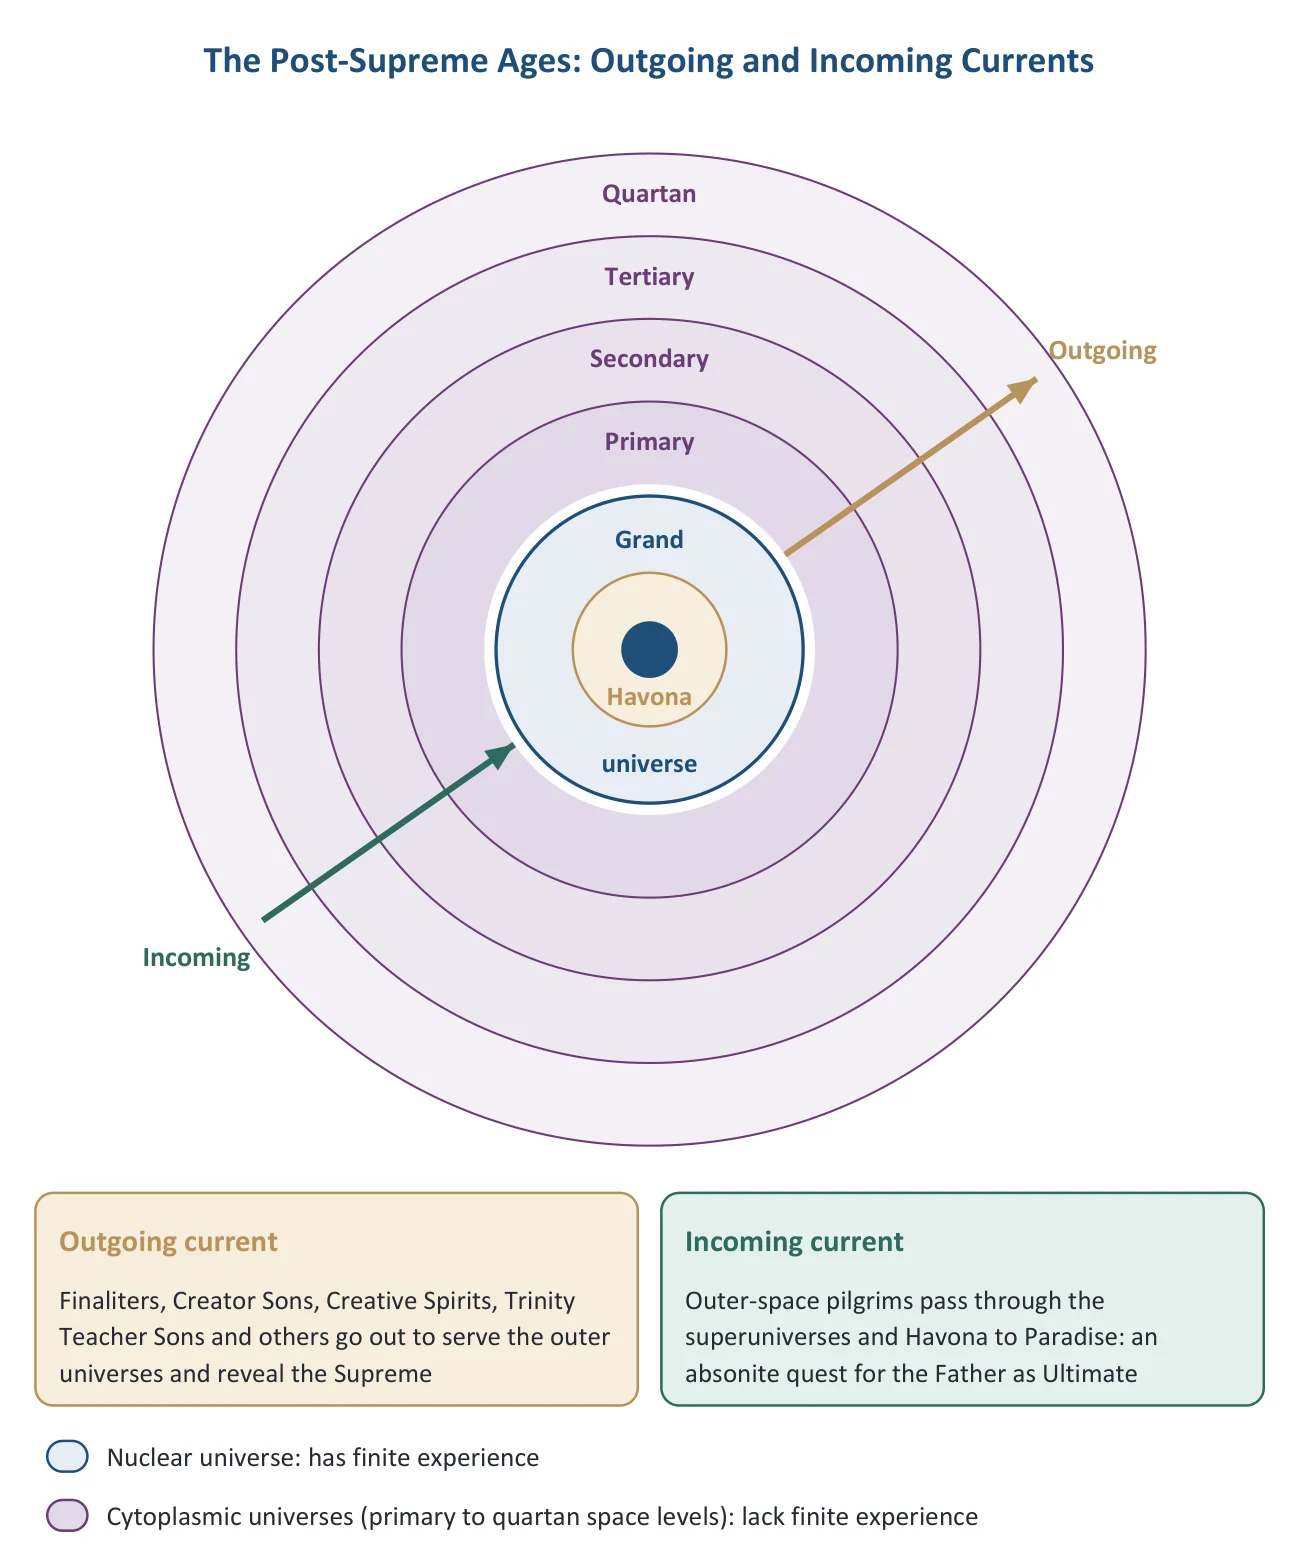 The Post-Supreme Ages: Outgoing and Incoming Currents
Quartan
Tertiary
Secondary
Primary
Outgoing
Grand
Havona
universe
Incoming
Outgoing current
Finaliters, Creator Sons, Creative Spirits, Trinity
Teacher Sons and others go out to serve the outer
universes and reveal the Supreme
Incoming current
Outer-space pilgrims pass through the
superuniverses and Havona to Paradise: an
absonite quest for the Father as Ultimate
Nuclear universe: has finite experience
Cytoplasmic universes (primary to quartan space levels): lack finite experience